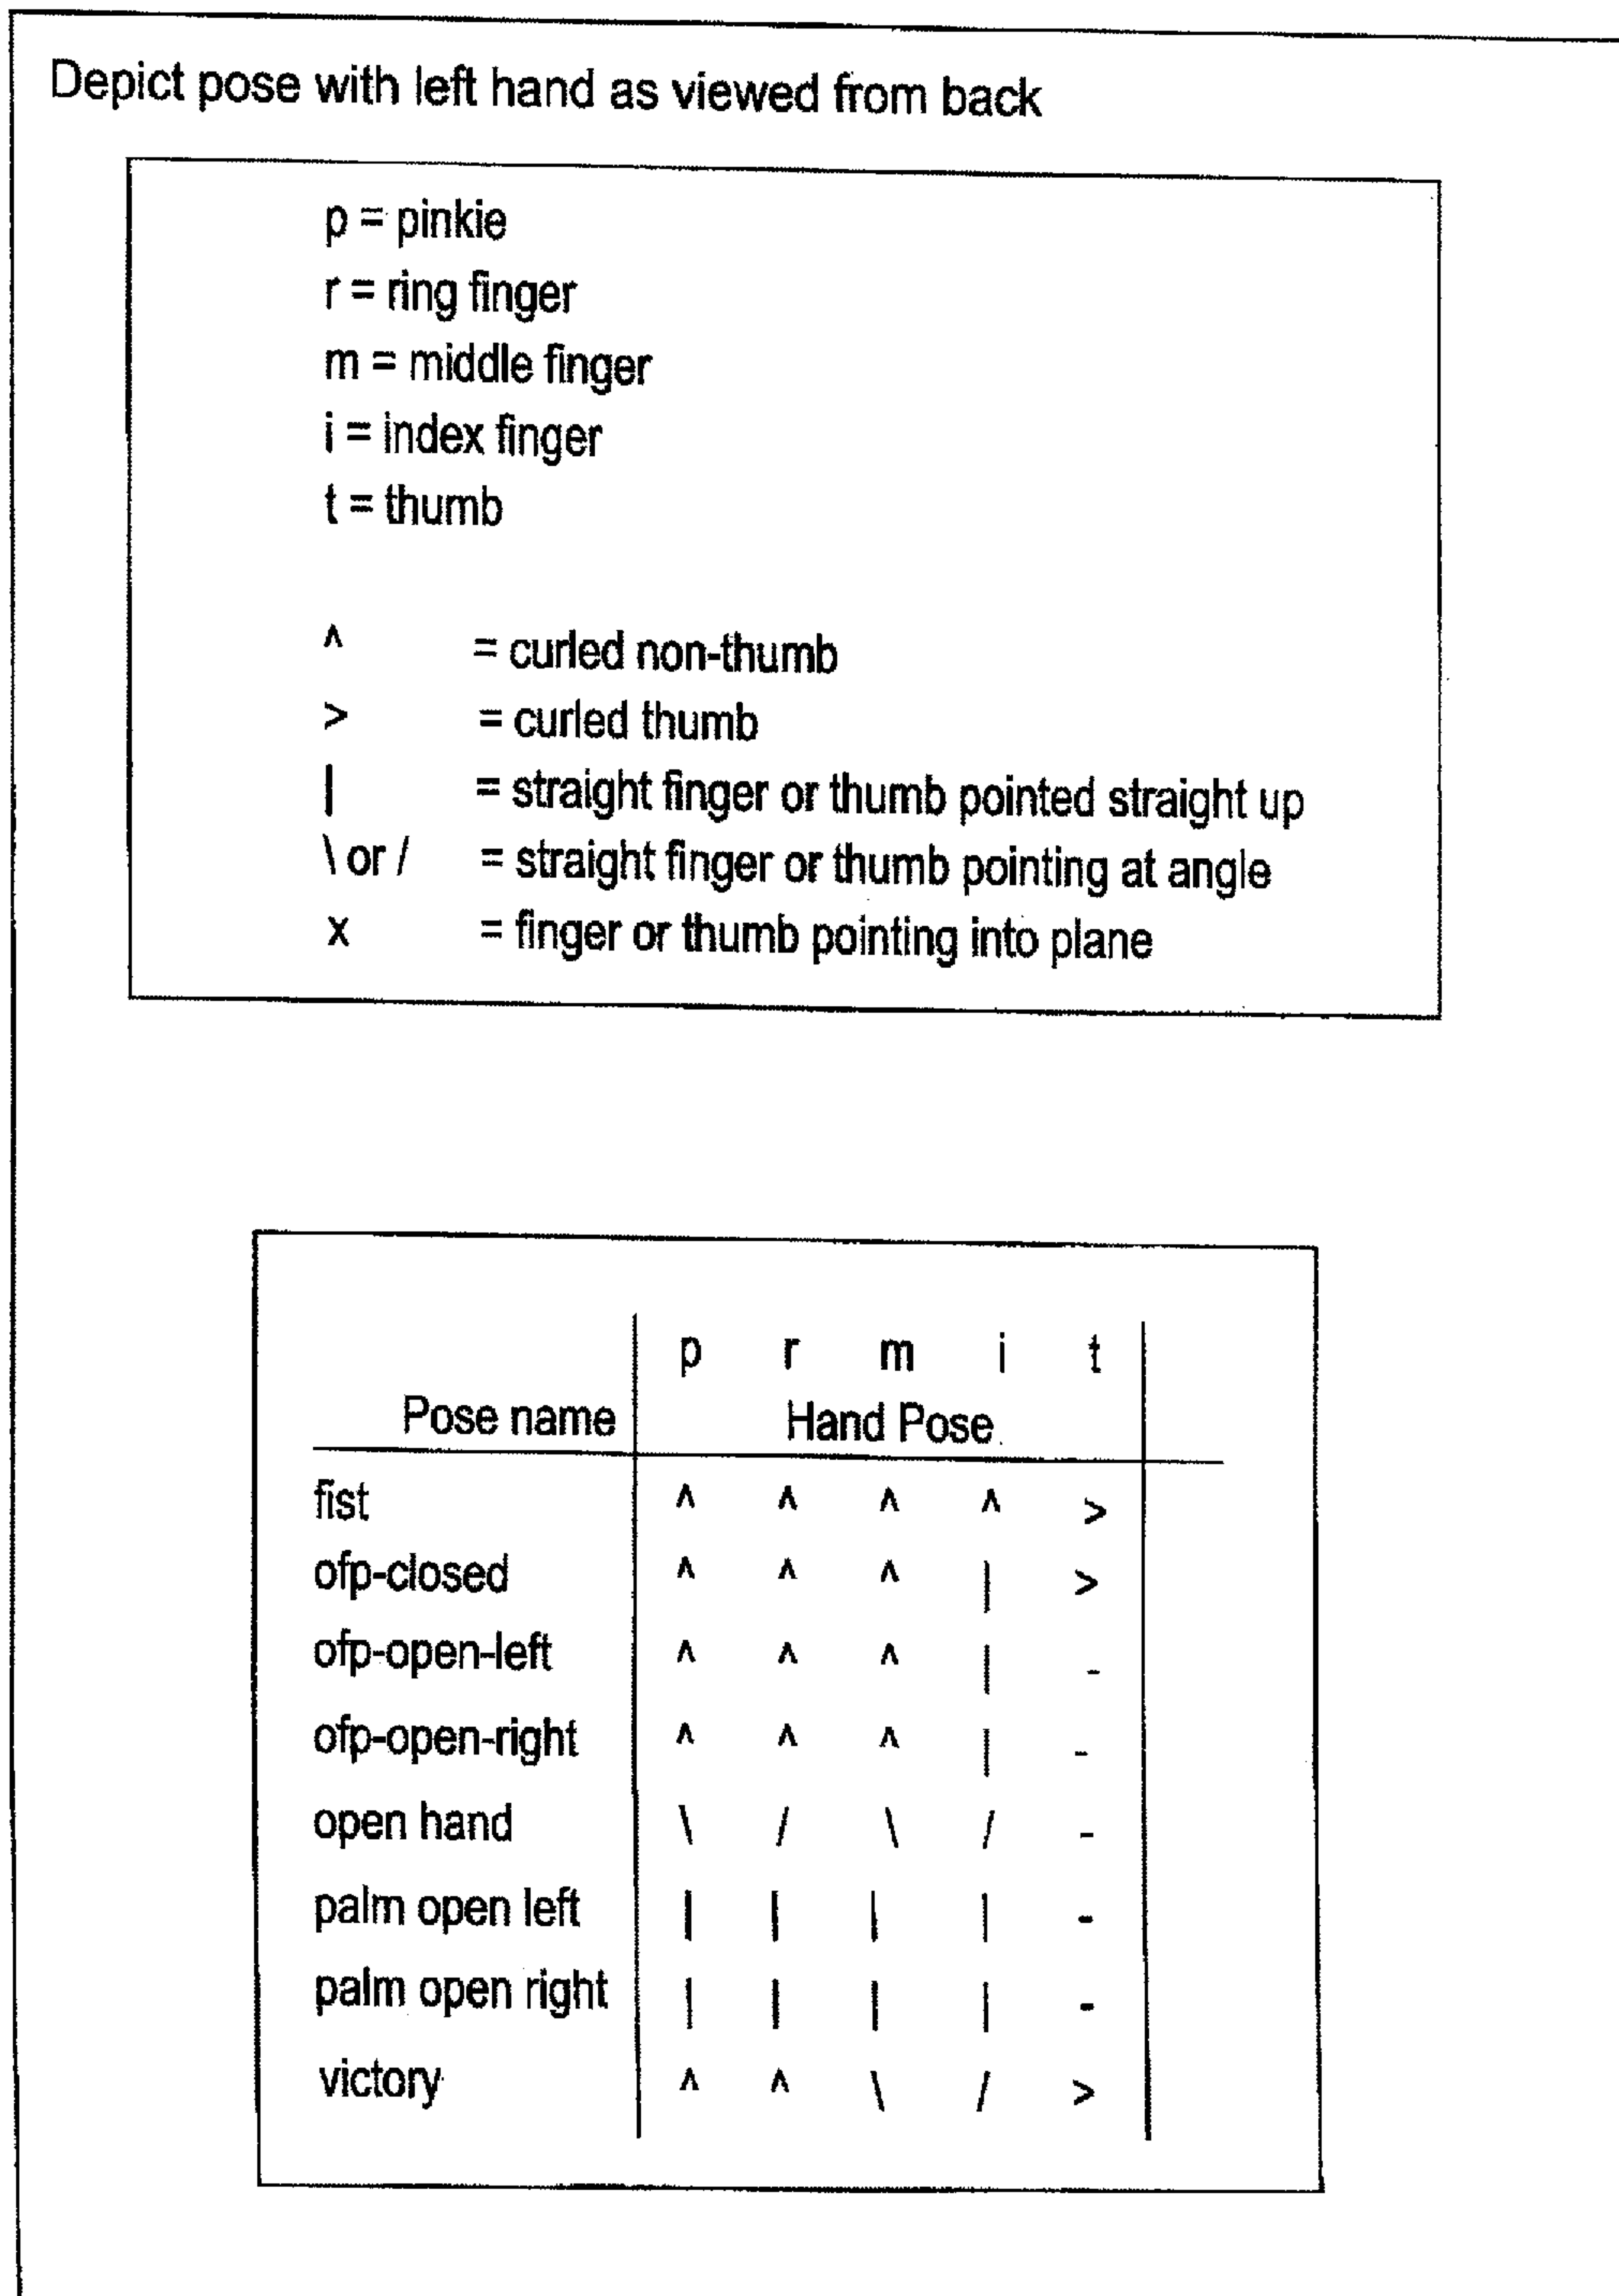 Depict pose with left hand as viewed from back
p = pinkie
r = ring finger
m = middle finger
i = index finger
t = thumb
^ = curled non-thumb
> = curled thumb
| = straight finger or thumb pointed straight up
\ or / = straight finger or thumb pointing at angle
x = finger or thumb pointing into plane
p r m i t
Pose name Hand Pose
fist ^ ^ ^ ^ >
ofp-closed ^ ^ ^ | >
ofp-open-left ^ ^ ^ | -
ofp-open-right ^ ^ ^ | -
open hand \ / \ / -
palm open left | | | | -
palm open right | | | | -
victory ^ ^ \ / >